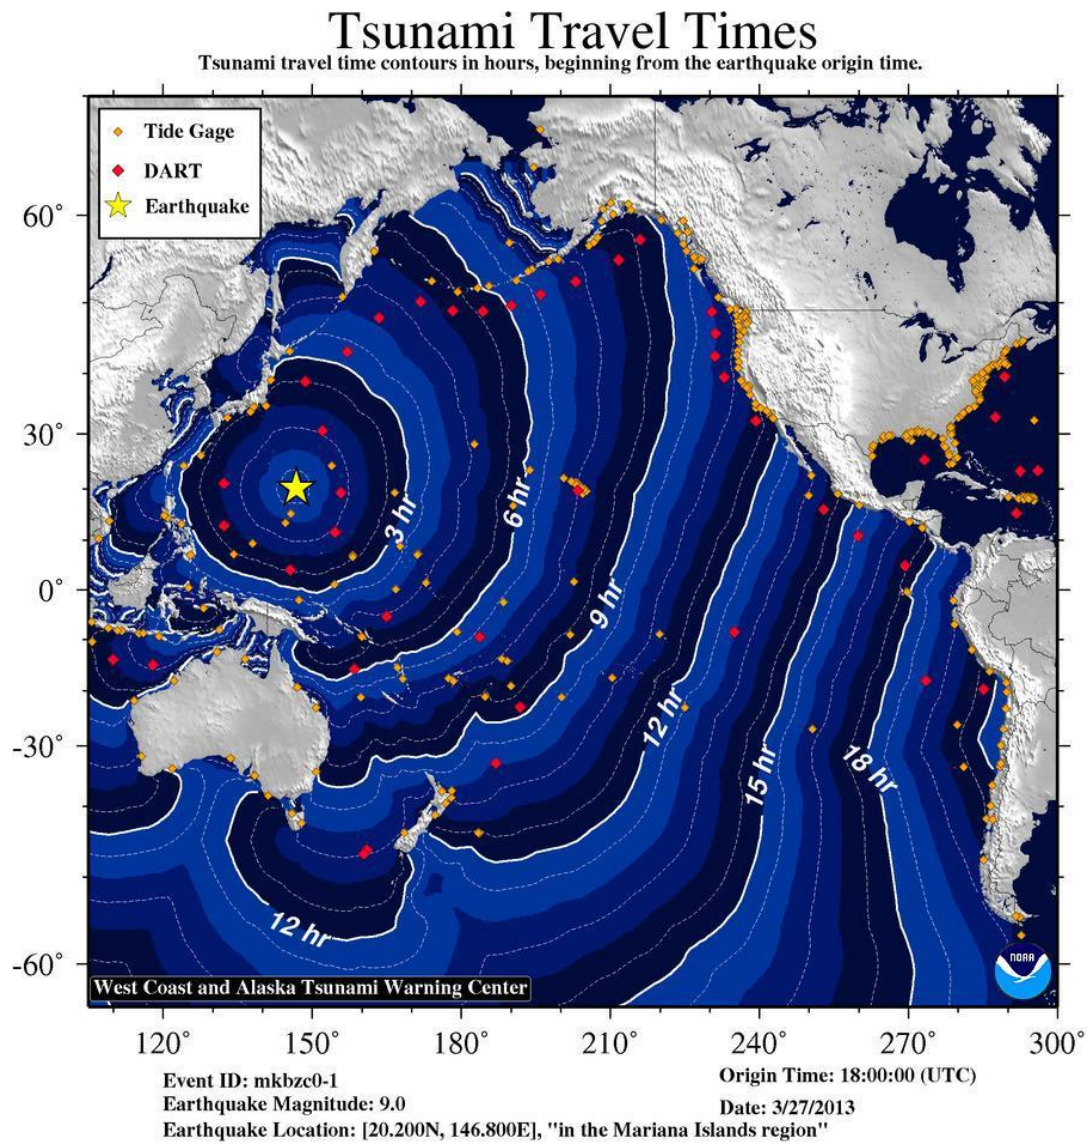 Tsunami Travel Times
Tsunami travel time contours in hours, beginning from the earthquake origin time.
Tide Gage
DART
Earthquake
60°
30°
0°
-30°
-60°
3 hr
6 hr
9 hr
12 hr
15 hr
18 hr
12 hr
NOAA
West Coast and Alaska Tsunami Warning Center
120° 150° 180° 210° 240° 270° 300°
Event ID: mkbzc0-1
Earthquake Magnitude: 9.0
Earthquake Location: [20.200N, 146.800E], "in the Mariana Islands region"
Origin Time: 18:00:00 (UTC)
Date: 3/27/2013